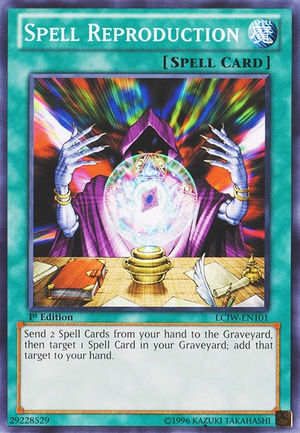 SPELL REPRODUCTION
魔
[SPELL CARD]
1st Edition
LCJW-EN101
Send 2 Spell Cards from your hand to the Graveyard,
then target 1 Spell Card in your Graveyard; add that
target to your hand.
29228529
©1996 KAZUKI TAKAHASHI